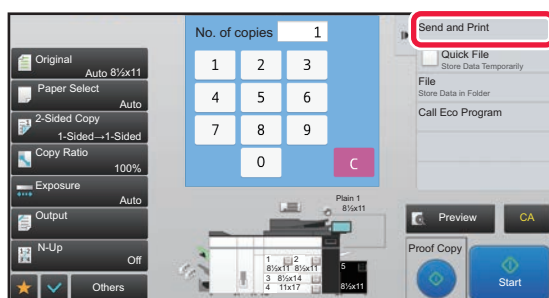 No. of copies 1
Send and Print
Original
Auto 8½x11
Paper Select
Auto
2-Sided Copy
1-Sided→1-Sided
Copy Ratio
100%
Exposure
Auto
Output
N-Up
Off
Others
1 2 3
4 5 6
7 8 9
0 C
Quick File
Store Data Temporarily
File
Store Data in Folder
Call Eco Program
Plain 1
8½x11
1 2
8½x11 8½x11
3 8½x14
4 11x17
5
8½x11
Preview CA
Proof Copy
Start